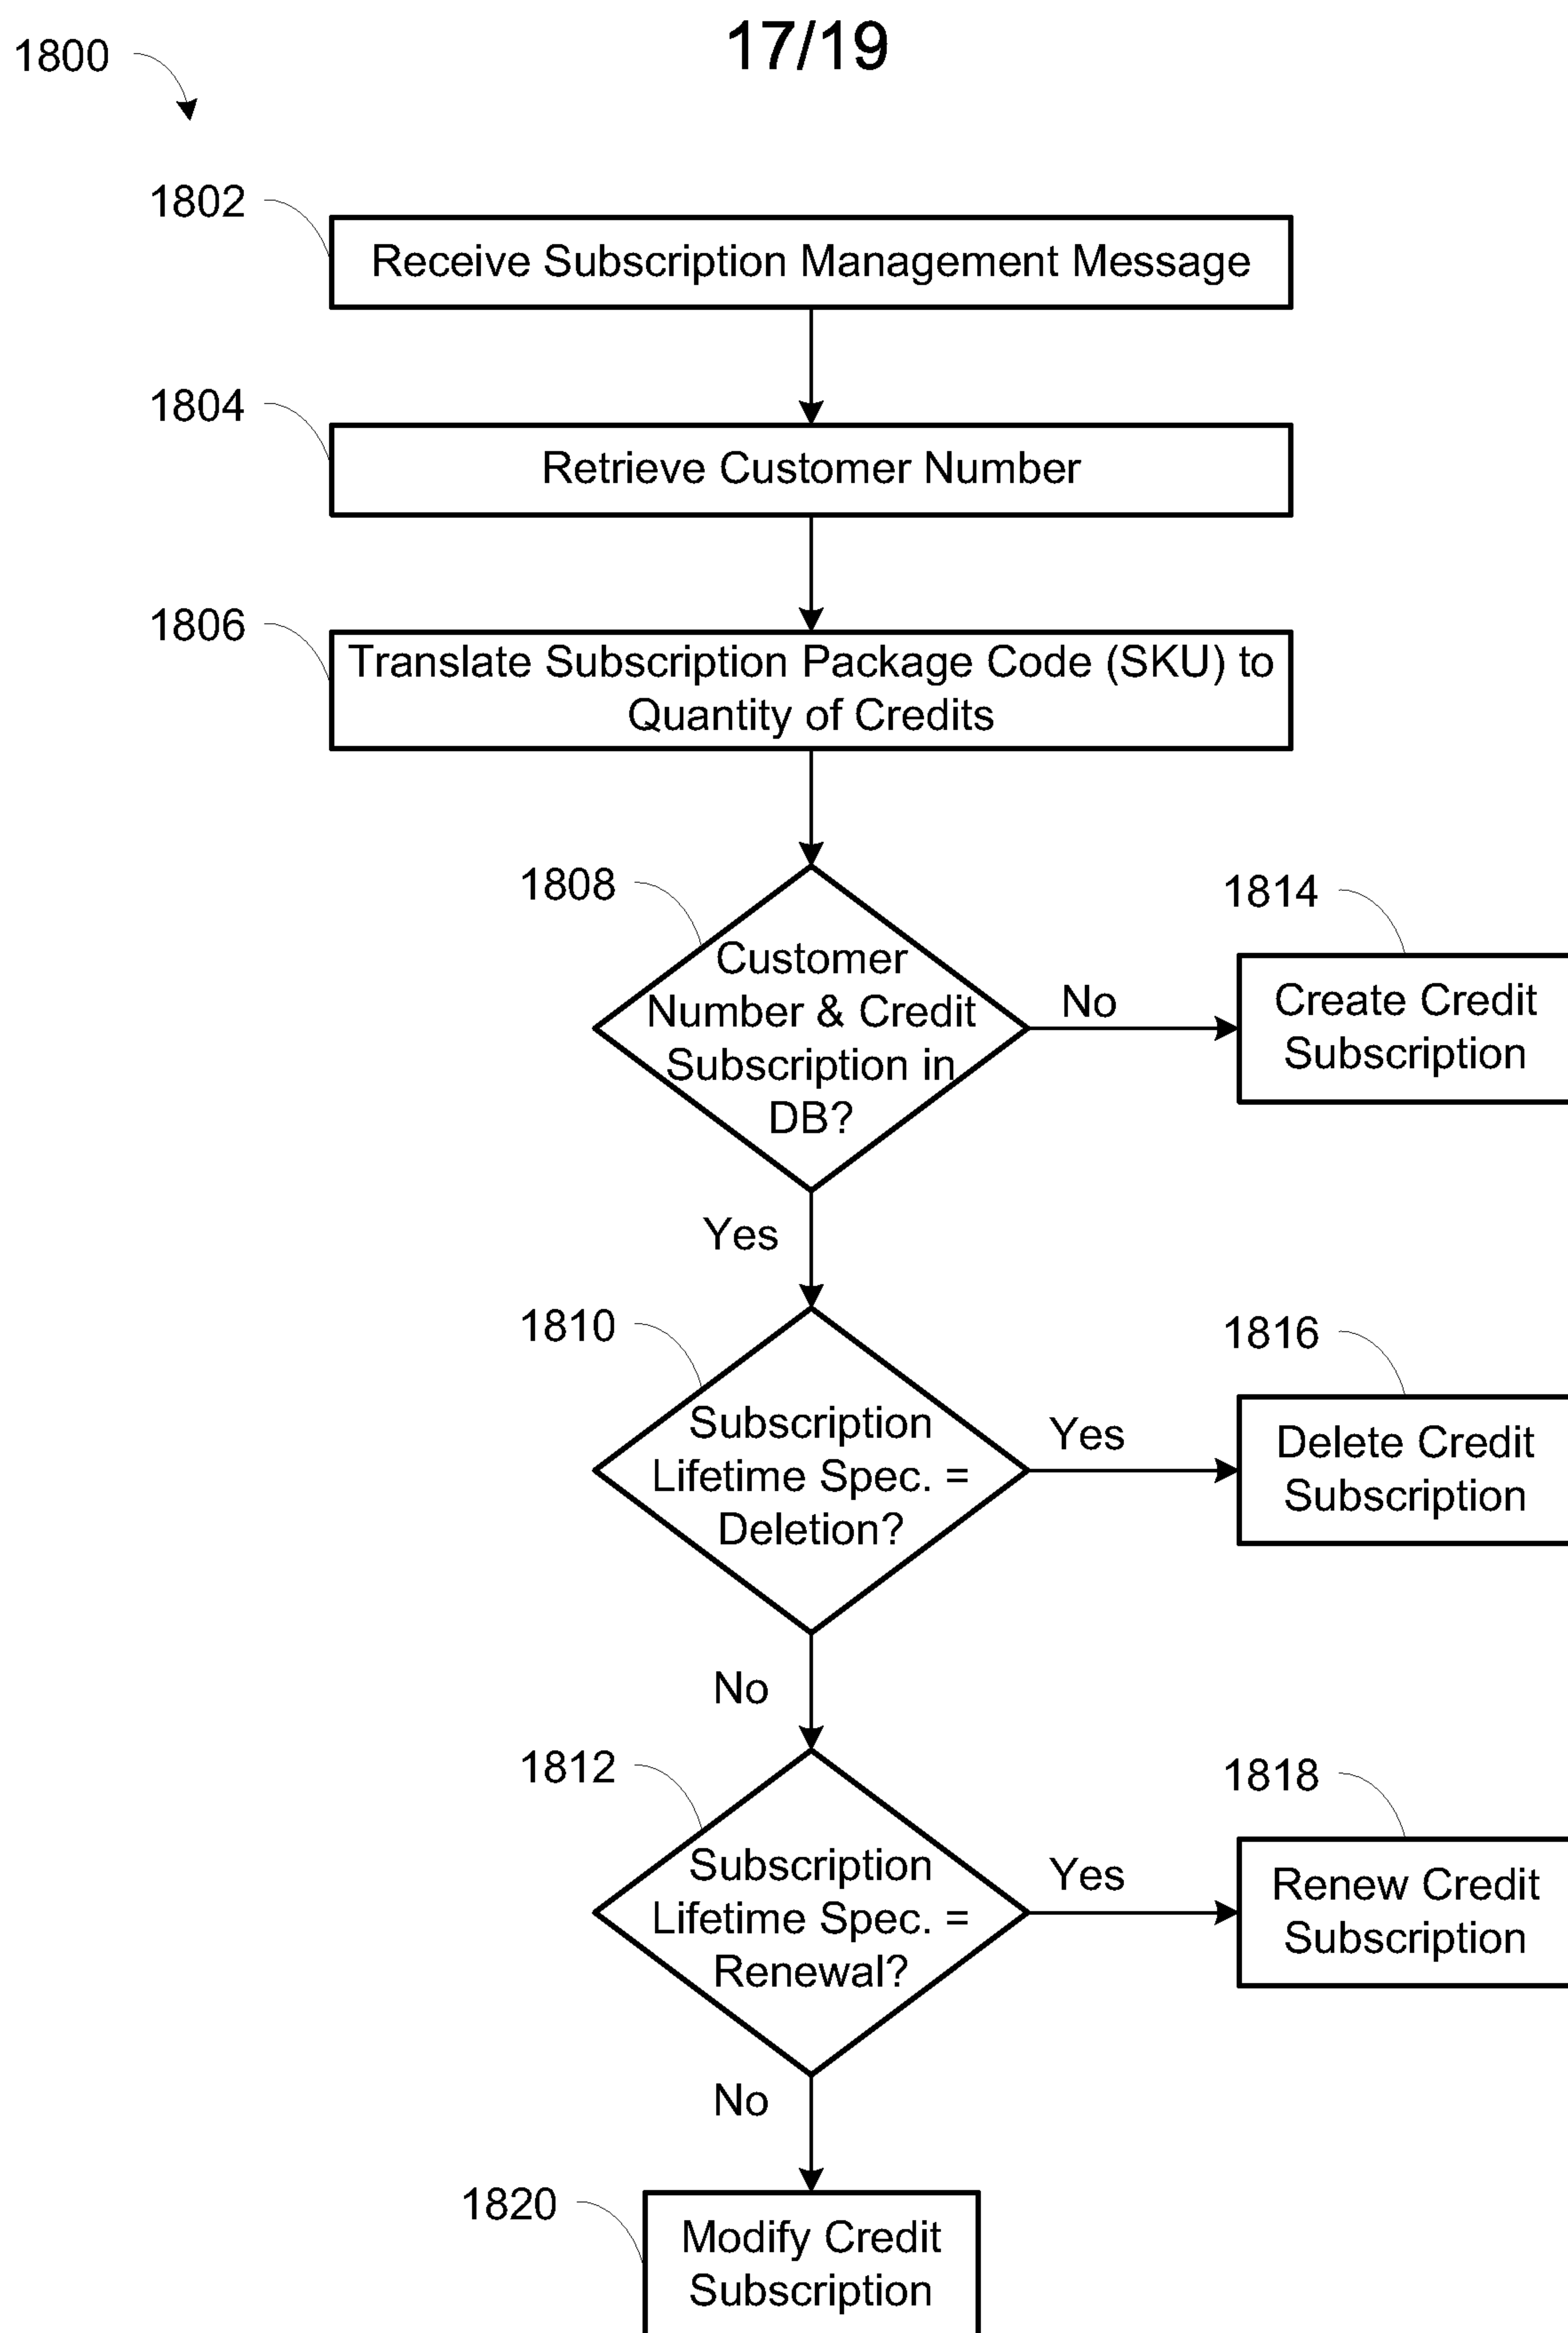 17/19
1800
1802
Receive Subscription Management Message
1804
Retrieve Customer Number
1806
Translate Subscription Package Code (SKU) to
Quantity of Credits
1808
Customer
Number & Credit
Subscription in
DB?
No
1814
Create Credit
Subscription
Yes
1810
Subscription
Lifetime Spec. =
Deletion?
Yes
1816
Delete Credit
Subscription
No
1812
Subscription
Lifetime Spec. =
Renewal?
Yes
1818
Renew Credit
Subscription
No
1820
Modify Credit
Subscription